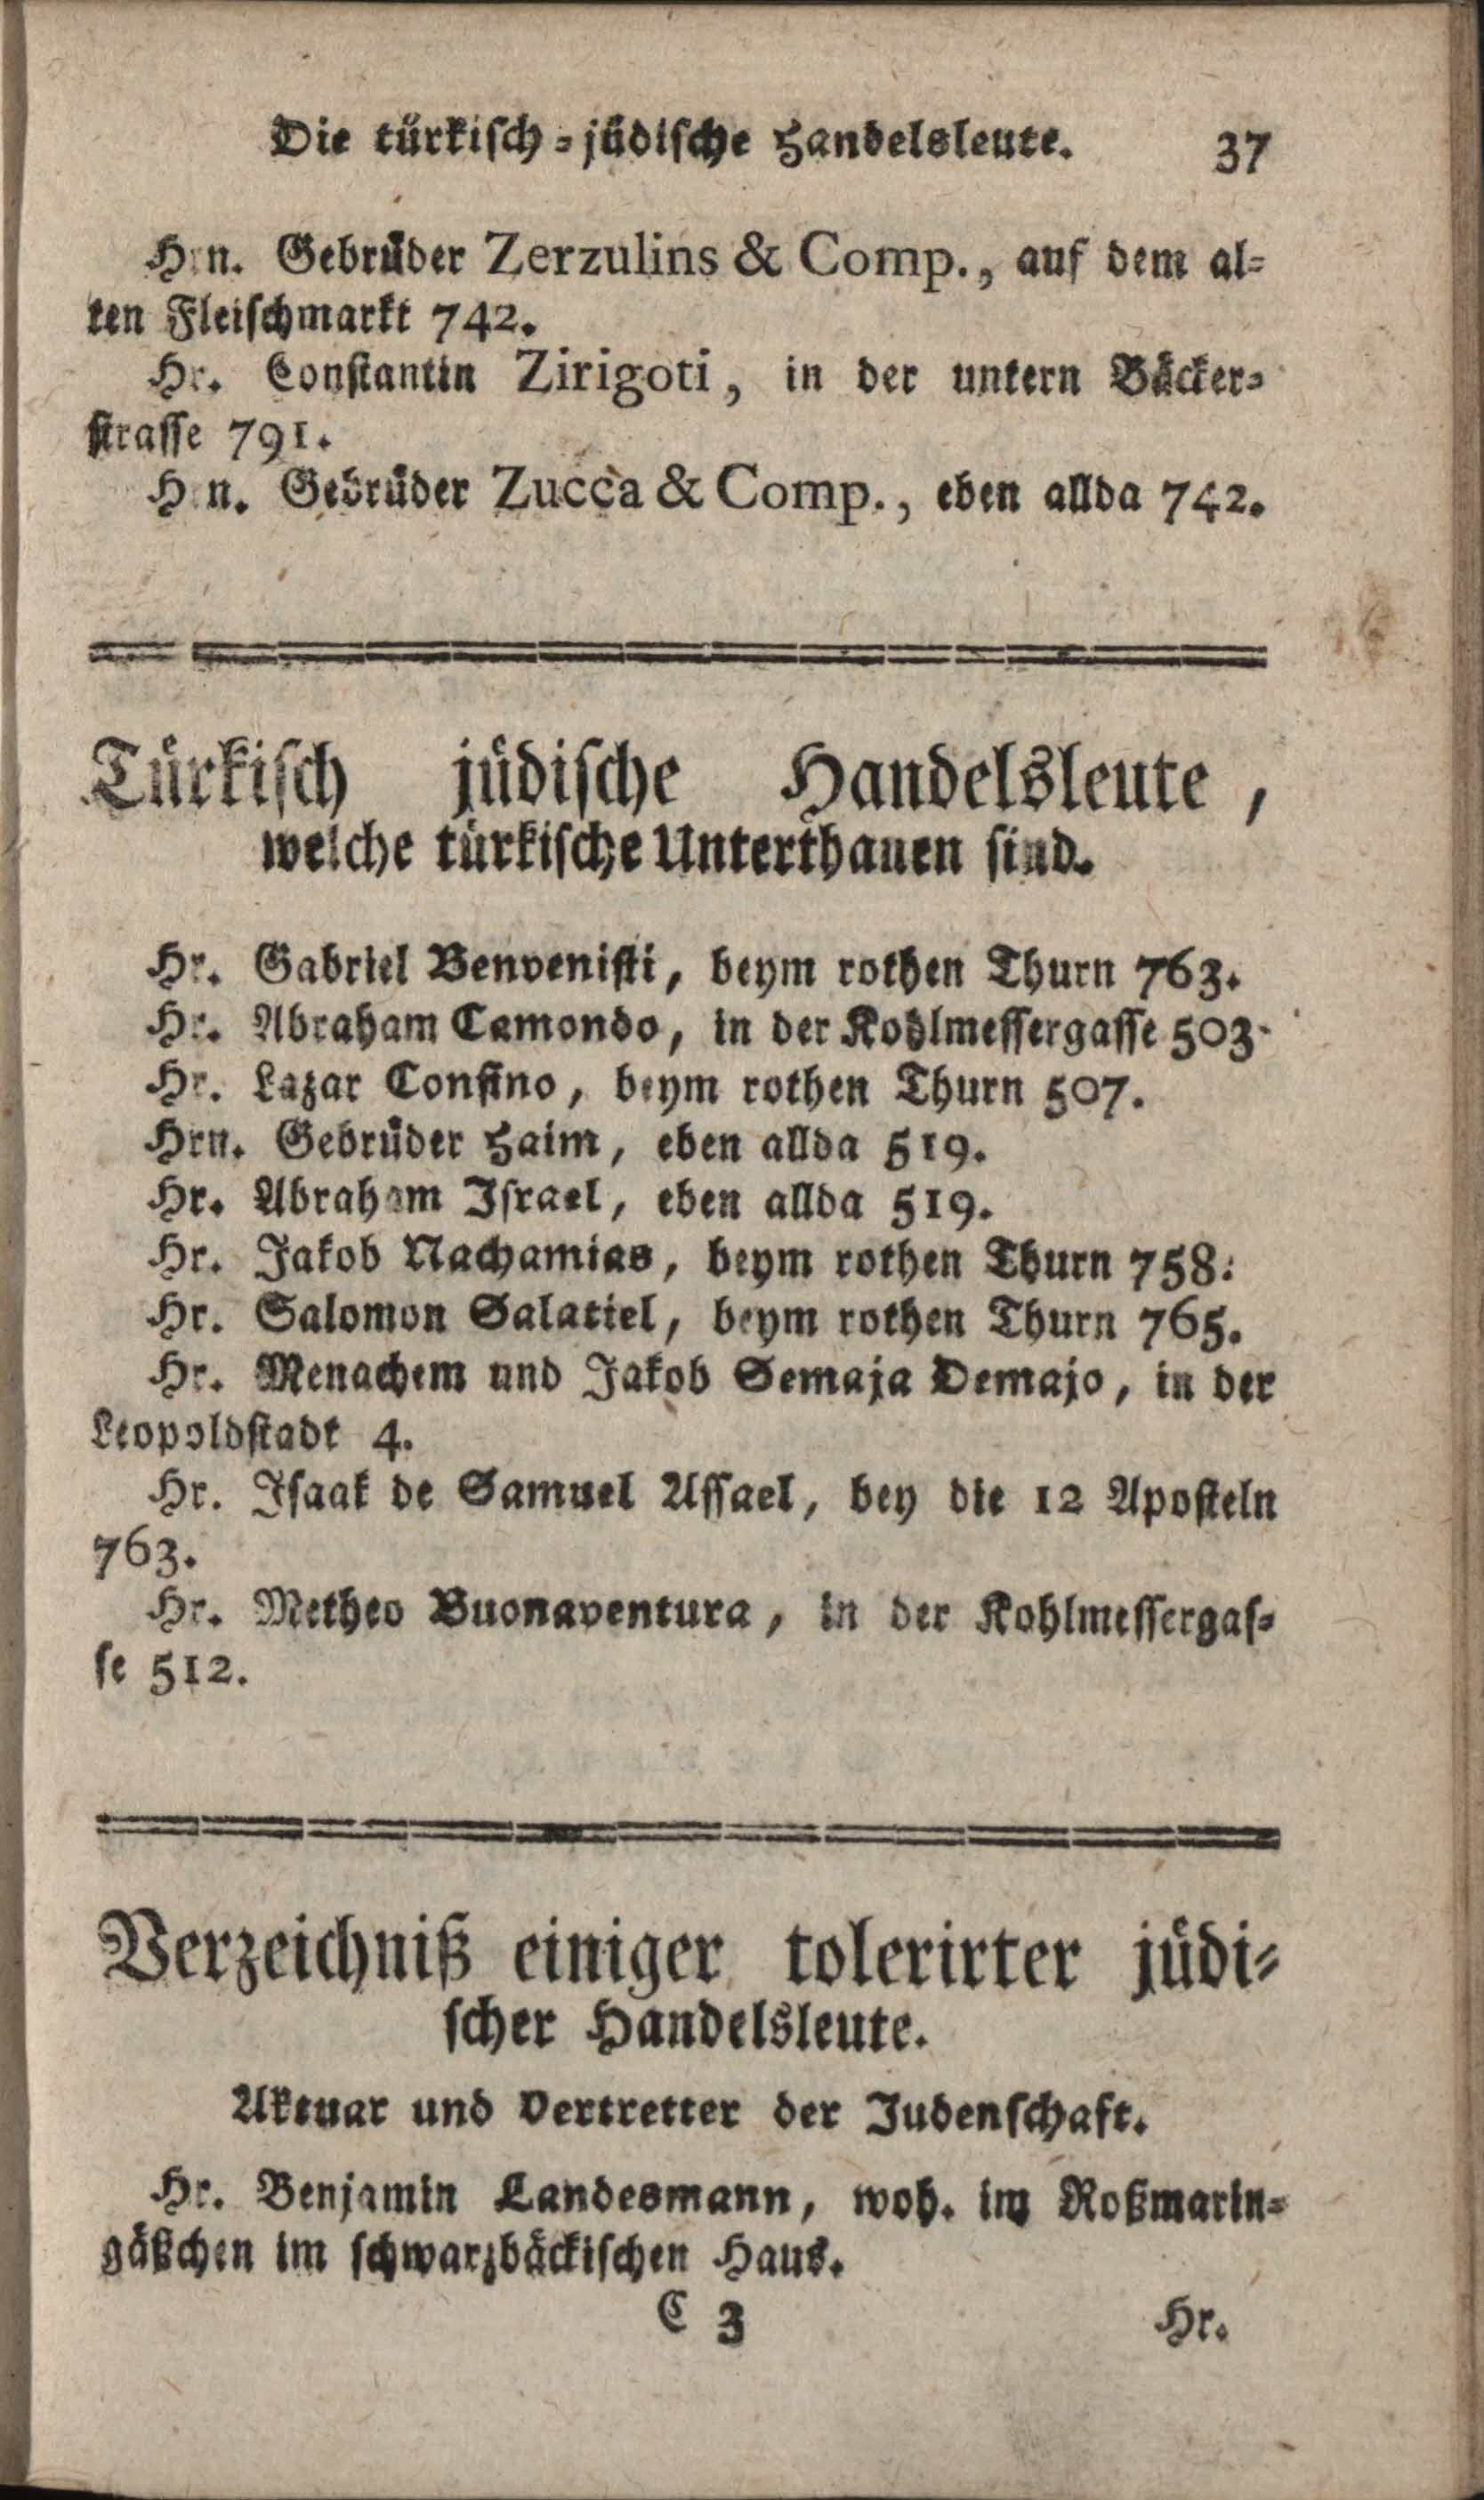 Die türkisch-jüdische Handelsleute. 37
Hrn. Gebrüder Zerzulins & Comp., auf dem al-
ten Fleischmarkt 742.
Hr. Constantin Zirigoti, in der untern Bäcker-
strasse 791.
Hrn. Gebrüder Zucca & Comp., eben allda 742.
Türkisch jüdische Handelsleute,
welche türkische Unterthanen sind.
Hr. Gabriel Benvenisti, beym rothen Thurn 763.
Hr. Abraham Camondo, in der Kohlmessergasse 503.
Hr. Lazar Consino, beym rothen Thurn 507.
Hrn. Gebrüder Haim, eben allda 519.
Hr. Abraham Israel, eben allda 519.
Hr. Jakob Nachamias, beym rothen Thurn 758.
Hr. Salomon Salatiel, beym rothen Thurn 765.
Hr. Menachem und Jakob Semaja Demajo, in der
Leopoldstadt 4.
Hr. Isaak de Samuel Assael, bey die 12 Aposteln
763.
Hr. Metheo Buonaventura, in der Kohlmessergas-
se 512.
Verzeichniß einiger tolerirter jüdi-
scher Handelsleute.
Aktuar und Vertretter der Judenschaft.
Hr. Benjamin Landesmann, woh. im Roßmarin-
gäßchen im schwarzbäckischen Haus.
C 3 Hr.